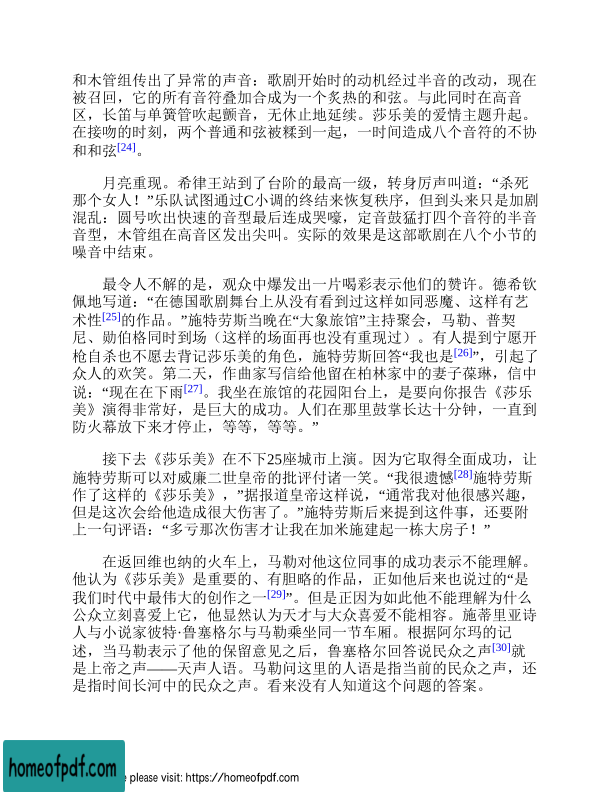 和木管组传出了异常的声音：歌剧开始时的动机经过半音的改动，现在
被召回，它的所有音符叠加合成为一个炙热的和弦。与此同时在高音
区，长笛与单簧管吹起颤音，无休止地延续。莎乐美的爱情主题升起。
在接吻的时刻，两个普通和弦被糅到一起，一时间造成八个音符的不协
和和弦[24]。
月亮重现。希律王站到了台阶的最高一级，转身厉声叫道：“杀死
那个女人！”乐队试图通过C小调的终结来恢复秩序，但到头来只是加剧
混乱：圆号吹出快速的音型最后连成哭嚎，定音鼓猛打四个音符的半音
音型，木管组在高音区发出尖叫。实际的效果是这部歌剧在八个小节的
噪音中结束。
最令人不解的是，观众中爆发出一片喝彩表示他们的赞许。德希钦
佩地写道：“在德国歌剧舞台上从没有看到过这样如同恶魔、这样有艺
术性[25]的作品。”施特劳斯当晚在“大象旅馆”主持聚会，马勒、普契
尼、勋伯格同时到场（这样的场面再也没有重现过）。有人提到宁愿开
枪自杀也不愿去背记莎乐美的角色，施特劳斯回答“我也是[26]”，引起了
众人的欢笑。第二天，作曲家写信给他留在柏林家中的妻子葆琳，信中
说：“现在在下雨[27]。我坐在旅馆的花园阳台上，是要向你报告《莎乐
美》演得非常好，是巨大的成功。人们在那里鼓掌长达十分钟，一直到
防火幕放下来才停止，等等，等等。”
接下去《莎乐美》在不下25座城市上演。因为它取得全面成功，让
施特劳斯可以对威廉二世皇帝的批评付诸一笑。“我很遗憾[28]施特劳斯
作了这样的《莎乐美》，”据报道皇帝这样说，“通常我对他很感兴趣，
但是这次会给他造成很大伤害了。”施特劳斯后来提到这件事，还要附
上一句评语：“多亏那次伤害才让我在加米施建起一栋大房子！”
在返回维也纳的火车上，马勒对他这位同事的成功表示不能理解。
他认为《莎乐美》是重要的、有胆略的作品，正如他后来也说过的“是
我们时代中最伟大的创作之一[29]”。但是正因为如此他不能理解为什么
公众立刻喜爱上它，他显然认为天才与大众喜爱不能相容。施蒂里亚诗
人与小说家彼特·鲁塞格尔与马勒乘坐同一节车厢。根据阿尔玛的记
述，当马勒表示了他的保留意见之后，鲁塞格尔回答说民众之声[30]就
是上帝之声——天声人语。马勒问这里的人语是指当前的民众之声，还
是指时间长河中的民众之声。看来没有人知道这个问题的答案。
homeofpdf.com
please visit: https://homeofpdf.com